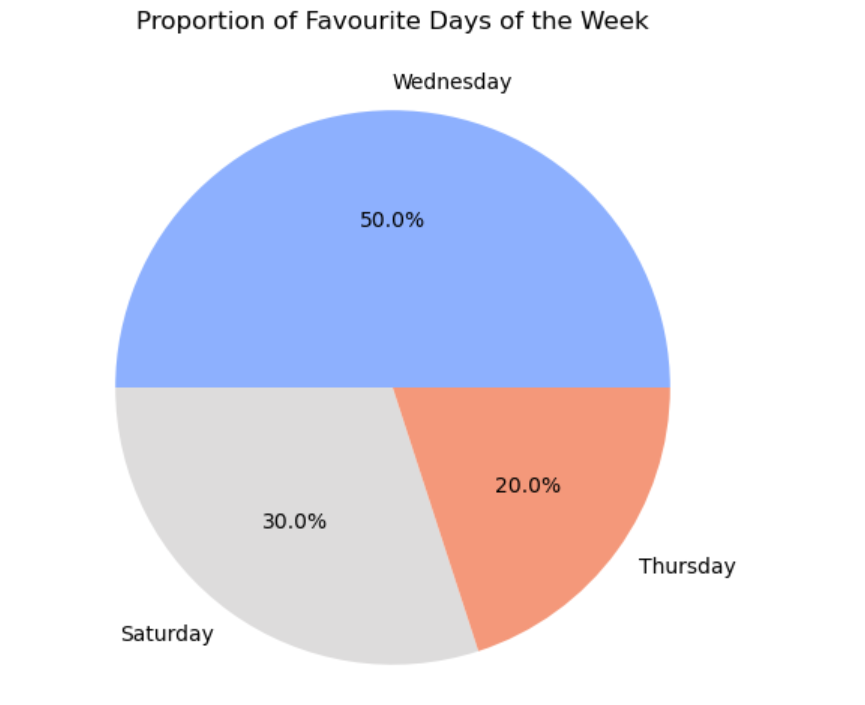 Proportion of Favourite Days of the Week
Wednesday
50.0%
20.0%
30.0%
Thursday
Saturday